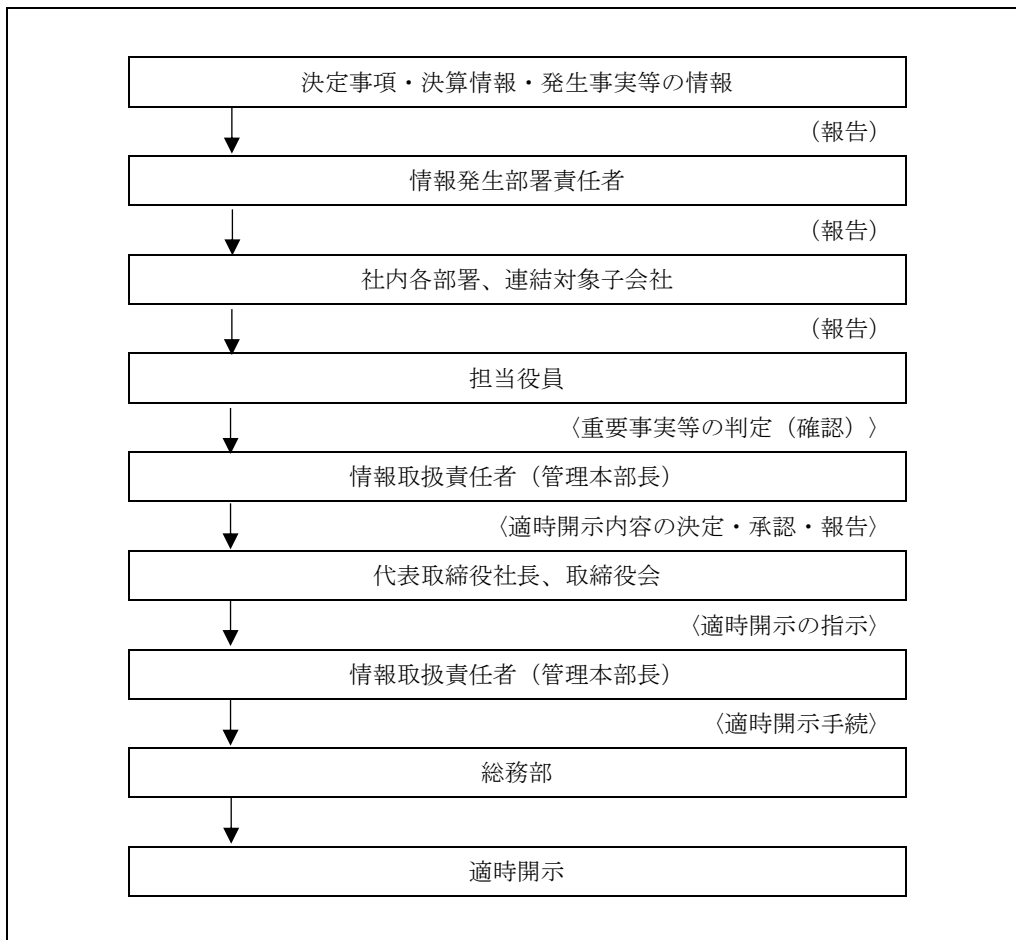 決定事項・決算情報・発生事実等の情報
（報告）
情報発生部署責任者
（報告）
社内各部署、連結対象子会社
（報告）
担当役員
〈重要事実等の判定（確認）〉
情報取扱責任者（管理本部長）
〈適時開示内容の決定・承認・報告〉
代表取締役社長、取締役会
〈適時開示の指示〉
情報取扱責任者（管理本部長）
〈適時開示手続〉
総務部
適時開示